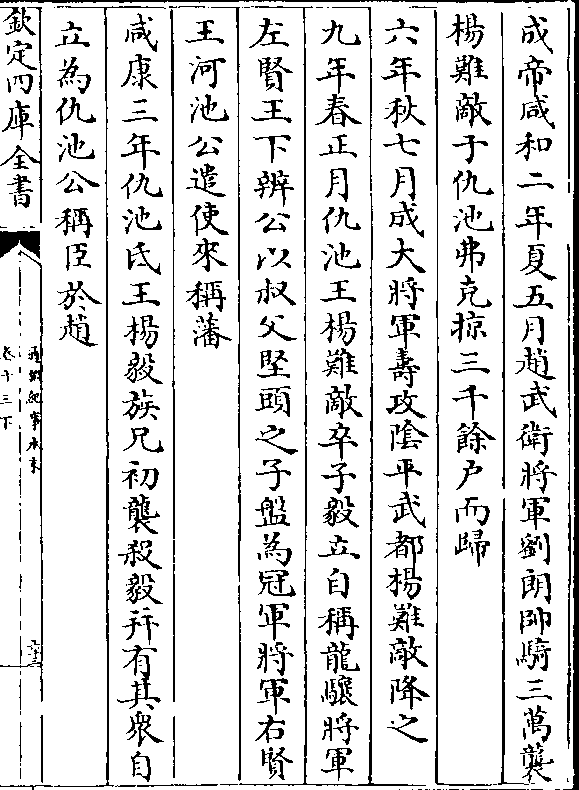 成帝咸和二年夏五月趙武衛將軍劉朗帥騎三萬襲
楊難敵于仇池弗克掠三千餘户而歸
六年秋七月成大將軍壽攻陰平武都楊難敵降之
九年春正月仇池王楊難敵卒子毅立自稱龍驤將軍
左賢王下辨公以叔父堅頭之子盤為冠軍將軍右賢
王河池公遣使來稱藩
咸康三年仇池氐王楊毅族兄初襲殺毅并有其衆自
立為仇池公稱臣於趙
欽定四庫全書
通鑑紀事本末
卷十三下